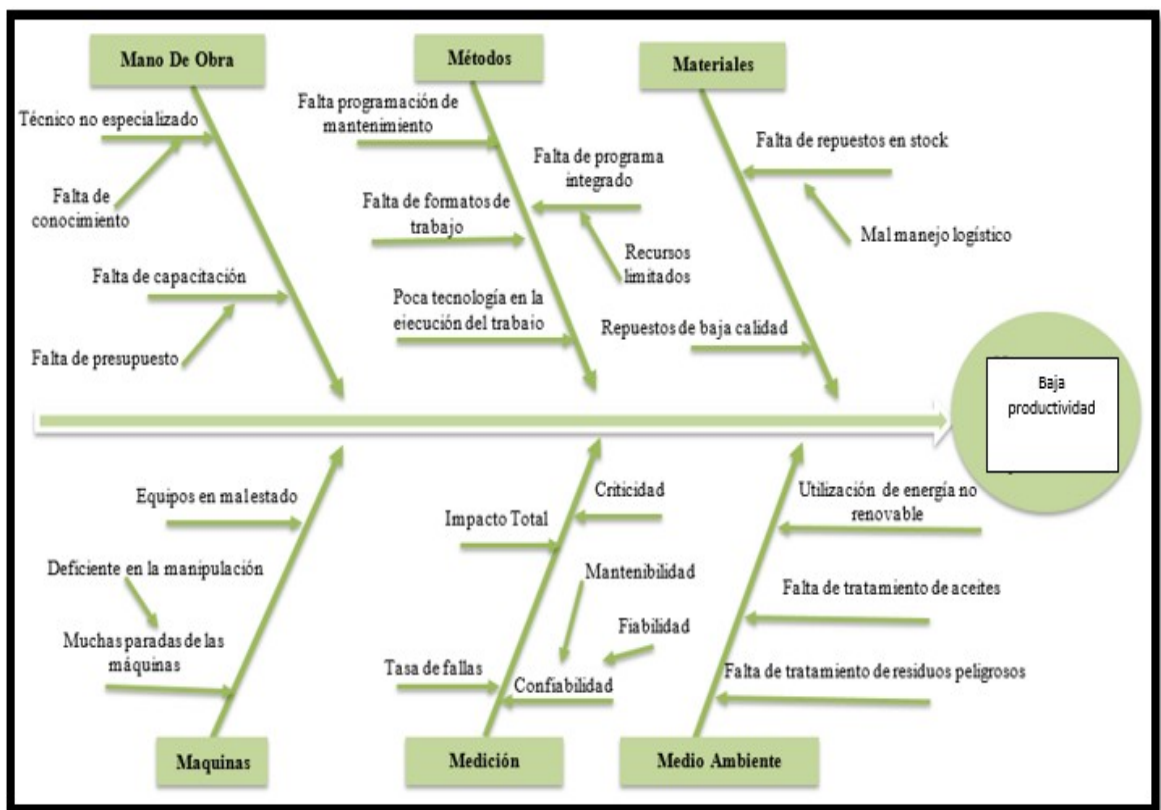 Mano De Obra
Métodos
Materiales
Técnico no especializado
Falta de
conocimiento
Falta de capacitación
Falta de presupuesto
Falta programación de
mantenimiento
Falta de formatos de
trabajo
Poca tecnología en la
ejecución del trabajo
Falta de programa
integrado
Recursos
limitados
Falta de repuestos en stock
Mal manejo logístico
Repuestos de baja calidad
Baja
productividad
Equipos en mal estado
Deficiente en la manipulación
Muchas paradas de las
máquinas
Impacto Total
Criticidad
Mantenibilidad
Fiabilidad
Tasa de fallas
Confiabilidad
Utilización de energía no
renovable
Falta de tratamiento de aceites
Falta de tratamiento de residuos peligrosos
Maquinas
Medición
Medio Ambiente